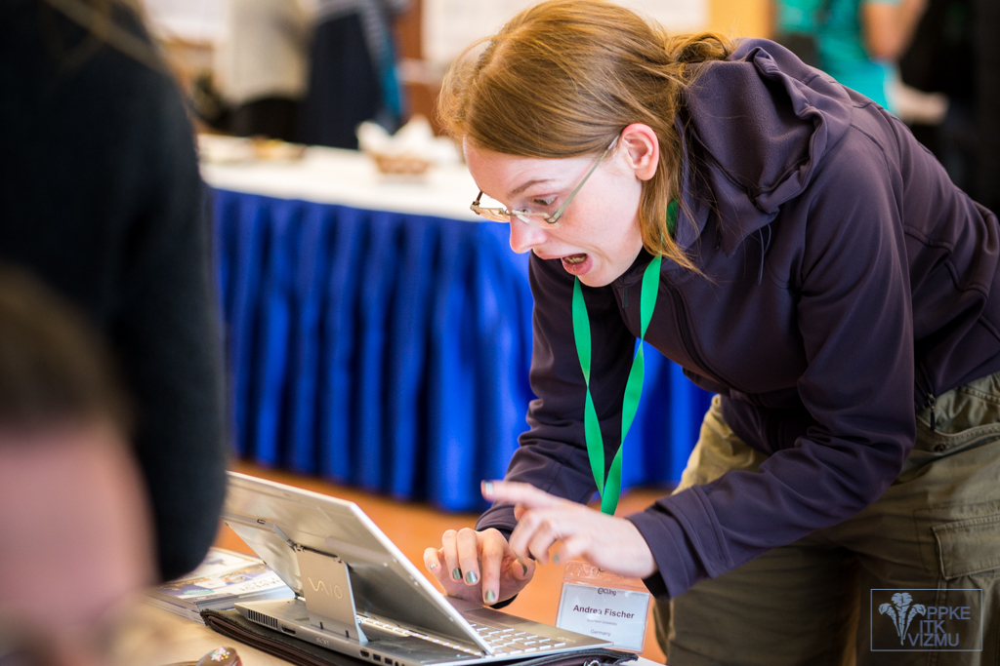 VAIO
Andrea Fischer
Germany
PPKE
ITK
VIZMU